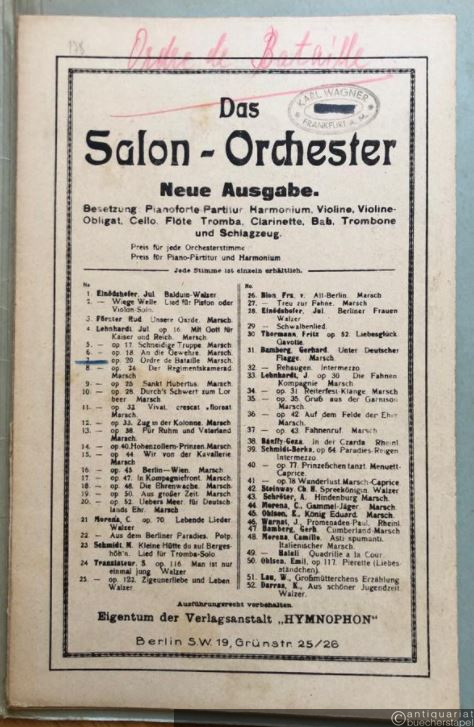 178
Ordre de Bataille
Das
Salon-Orchester
KARL WAGNER
FRANKFURT A. M.
Neue Ausgabe.
Besetzung: Pianoforte-Partitur Harmonium, Violine, Violine-
Obligat, Cello, Flöte Tromba, Clarinette, Baß, Trombone
und Schlagzeug.
Preis für jede Orchesterstimme
Preis für Piano-Partitur und Harmonium
Jede Stimme ist einzeln erhältlich.
No
1. Einödshofer, Jul. Balduin-Walzer.
2. — Wiege Welle. Lied für Piston oder
Violon-Solo.
3. Förster Rud. Unsere Garde. Marsch.
4. Lehnhardt, Jul. op 16. Mit Gott für
Kaiser und Reich. Marsch
5. — op 17. Schneidige Truppe Marsch
6. — op. 18. An die Gewehre. Marsch.
7. — op. 20. Ordre de Bataille Marsch.
8. — op. 24. Der Regimentskamerad.
Marsch
9. — op 25 Sankt Hubertus. Marsch.
10. — op 28. Durch's Schwert zum Lor
beer Marsch.
11. — op. 32 Vivat, crescat floreat
Marsch.
12. — op. 33. Zug in der Kolonne. Marsch.
13. — op. 38. Für Ruhm und Vaterland
Marsch.
14. — op. 40. Hohenzollern-Prinzen. Marsch
15. — op 44 Wir von der Kavallerie
Marsch
16. — op. 45 Berlin—Wien. Marsch
17. — op. 47. In Kompagniefront. Marsch.
18. — op. 48. Die Ehrenwache. Marsch.
19. — op. 50. Aus großer Zeit. Marsch.
20. — op. 52. Uebers Meer, für Deutsch-
lands Ehr. Marsch
21 Morena, C. op 70. Lebende Lieder
Walzer
22. — Aus dem Berliner Paradies. Potp.
23 Schmidt, M. Kleine Hütte du auf Berges-
höh'n. Lied für Trombo-Solo.
24 Translateur, S. op 116. Man ist nur
einmal jung Walzer
25. — op. 122. Zigeunerliebe und Leben
Walzer.
No.
26. Blon Frz. v. Alt-Berlin. Marsch
27. — Treu zur Fahne. Marsch.
28. Einödshofer, Jul. Berliner Frauen
Walzer
29. — Schwalbenlied.
30 Thormann, Fritz op 52. Liebesglück.
Gavotte.
31 Bamberg, Gerhard. Unter Deutscher
Flagge. Marsch.
32. — Rehaugen. Intermezzo.
33. Lehnhardt, J. op 30. Die Fahnen
Kompagnie Marsch
34. — op. 31 Reiterfest-Klänge. Marsch
35. — op. 35. Gruß aus der Garnison
Marsch.
36 — op 42 Auf dem Felde der Ehre
Marsch.
37 — op. 43. Fahnenruf Marsch.
38. Bánffy-Geza. In der Czarda Rheinl.
39. Schmidt-Berka, op 64. Paradies-Reigen
Intermezzo.
40 — op 77. Prinzeßchen tanzt. Menuett-
Caprice.
41. — op. 78 Wanderlust. Marsch-Caprice
42. Steinway, Ch. H. Spreekönigin. Walzer
43. Schröter, A. Hindenburg Marsch.
44. Morena, C., Gammel-Jäger. Marsch
45. Ohlsen, E., König Eduard. Marsch.
46. Warnat, J., Promenaden-Paul. Rheinl.
47. Bamberg, Gerh. Cumberland-Marsch
48. Morena, Camillo. Asti spumanti.
Italienischer Marsch.
49. — Halali Quadrille a la Cour.
50. Ohlsen, Emil, op 117. Pierette (Liebes-
ständchen).
51. Lau, W., Großmütterchens Erzählung
52. Darras, K., Aus schöner Jugendzeit
Walzer.
Ausführungsrecht vorbehalten.
Eigentum der Verlagsanstalt „HYMNOPHON"
Berlin S.W. 19, Grünstr. 25/26
© antiquariat
buecherstapel